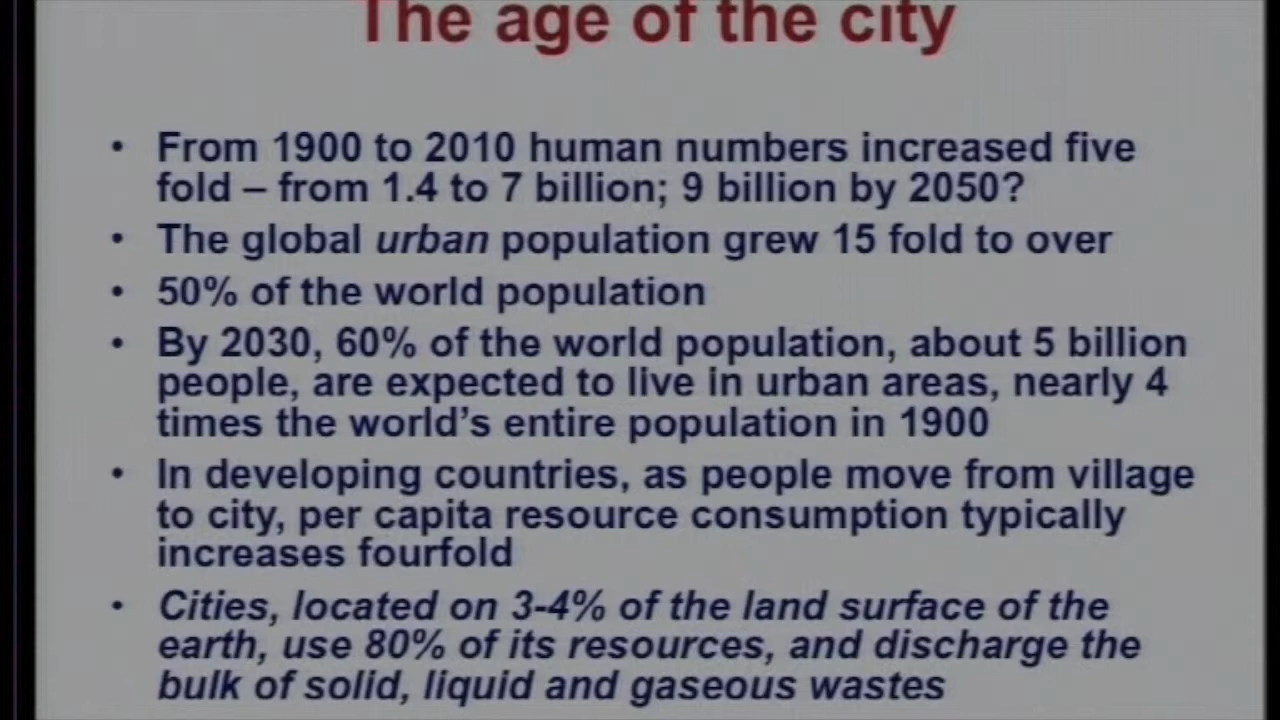 The age of the city
• From 1900 to 2010 human numbers increased five
fold – from 1.4 to 7 billion; 9 billion by 2050?
• The global urban population grew 15 fold to over
• 50% of the world population
• By 2030, 60% of the world population, about 5 billion
people, are expected to live in urban areas, nearly 4
times the world's entire population in 1900
• In developing countries, as people move from village
to city, per capita resource consumption typically
increases fourfold
• Cities, located on 3-4% of the land surface of the
earth, use 80% of its resources, and discharge the
bulk of solid, liquid and gaseous wastes